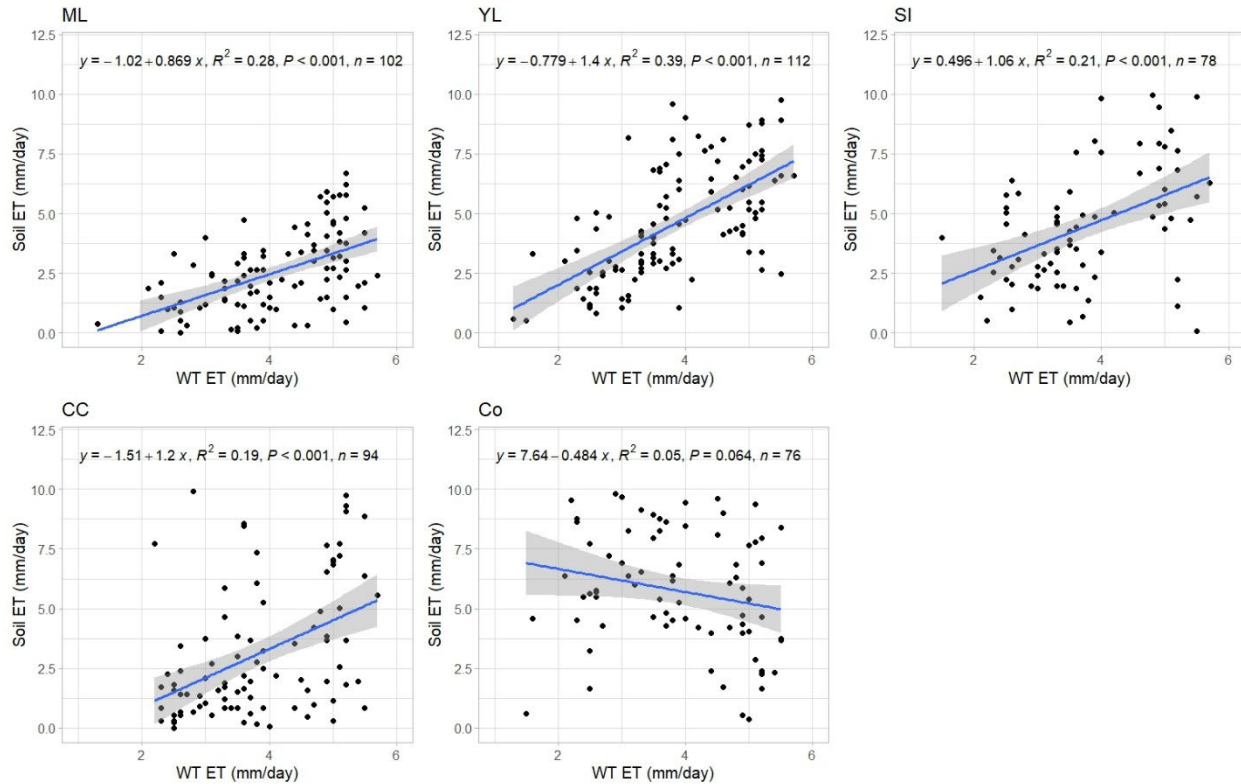 ML
YL
SI
12.5
y = −1.02 + 0.869 x, R² = 0.28, P < 0.001, n = 102
10.0
7.5
5.0
2.5
0.0
Soil ET (mm/day)
2 4 6
WT ET (mm/day)
12.5
y = −0.779 + 1.4 x, R² = 0.39, P < 0.001, n = 112
10.0
7.5
5.0
2.5
0.0
Soil ET (mm/day)
2 4 6
WT ET (mm/day)
12.5
y = 0.496 + 1.06 x, R² = 0.21, P < 0.001, n = 78
10.0
7.5
5.0
2.5
0.0
Soil ET (mm/day)
2 4 6
WT ET (mm/day)
CC
Co
12.5
y = −1.51 + 1.2 x, R² = 0.19, P < 0.001, n = 94
10.0
7.5
5.0
2.5
0.0
Soil ET (mm/day)
2 4 6
WT ET (mm/day)
12.5
y = 7.64 − 0.484 x, R² = 0.05, P = 0.064, n = 76
10.0
7.5
5.0
2.5
0.0
Soil ET (mm/day)
2 4 6
WT ET (mm/day)